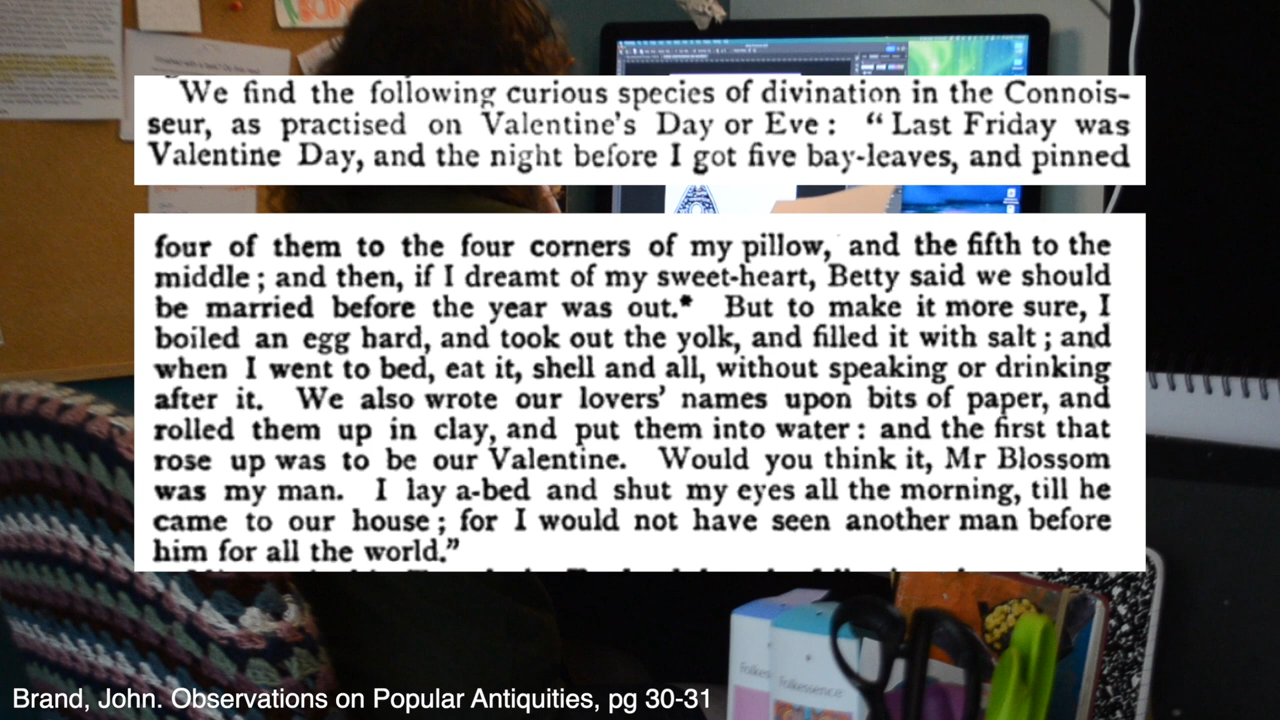 We find the following curious species of divination in the Connois-
seur, as practised on Valentine's Day or Eve: “Last Friday was
Valentine Day, and the night before I got five bay-leaves, and pinned
four of them to the four corners of my pillow, and the fifth to the
middle; and then, if I dreamt of my sweet-heart, Betty said we should
be married before the year was out.* But to make it more sure, I
boiled an egg hard, and took out the yolk, and filled it with salt; and
when I went to bed, eat it, shell and all, without speaking or drinking
after it. We also wrote our lovers’ names upon bits of paper, and
rolled them up in clay, and put them into water: and the first that
rose up was to be our Valentine. Would you think it, Mr Blossom
was my man. I lay a-bed and shut my eyes all the morning, till he
came to our house; for I would not have seen another man before
him for all the world.”
Folkessence
Brand, John. Observations on Popular Antiquities, pg 30-31